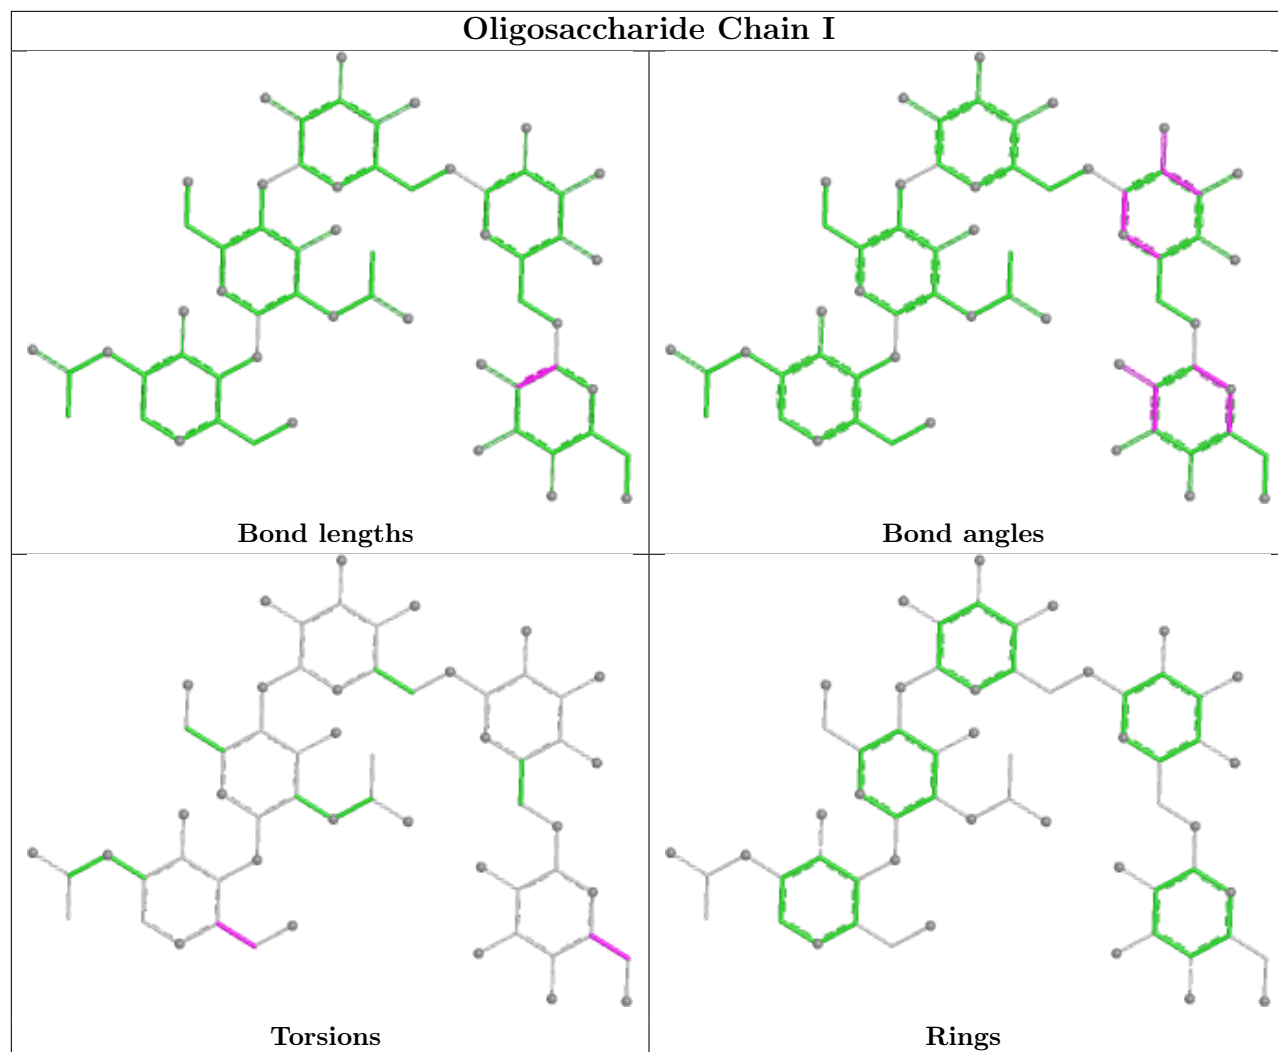 Oligosaccharide Chain I
Bond lengths
Bond angles
Torsions
Rings